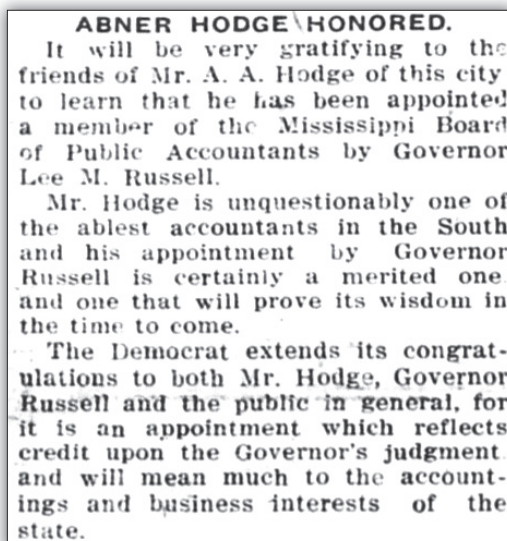 ABNER HODGE HONORED.
It will be very gratifying to the
friends of Mr. A. A. Hodge of this city
to learn that he has been appointed
a member of the Mississippi Board
of Public Accountants by Governor
Lee M. Russell.
Mr. Hodge is unquestionably one of
the ablest accountants in the South
and his appointment by Governor
Russell is certainly a merited one
and one that will prove its wisdom in
the time to come.
The Democrat extends its congrat-
ulations to both Mr. Hodge, Governor
Russell and the public in general, for
it is an appointment which reflects
credit upon the Governor's judgment
and will mean much to the account-
ings and business interests of the
state.